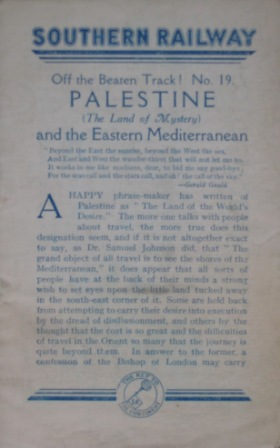 SOUTHERN RAILWAY
Off the Beaten Track! No. 19.
PALESTINE
(The Land of Mystery)
and the Eastern Mediterranean
"Beyond the East the sunrise, beyond the West the sea,
And East and West the wander-thirst that will not let me be;
It works in me like madness, dear, to bid me say good-bye,
For the seas call and the stars call, and oh! the call of the sky."
—Gerald Gould
A HAPPY phrase-maker has written of
Palestine as "The Land of the World's
Desire." The more one talks with people
about travel, the more true does this
designation seem, and if it is not altogether exact
to say, as Dr. Samuel Johnson did, that "The
grand object of all travel is to see the shores of the
Mediterranean," it does appear that all sorts of
people have at the back of their minds a strong
wish to set eyes upon the little land tucked away
in the south-east corner of it. Some are held back
from attempting to carry their desire into execution
by the dread of disillusionment, and others by the
thought that the cost is so great and the difficulties
of travel in the Orient so many that the journey is
quite beyond them. In answer to the former, a
confession of the Bishop of London may carry
THE KEY TO